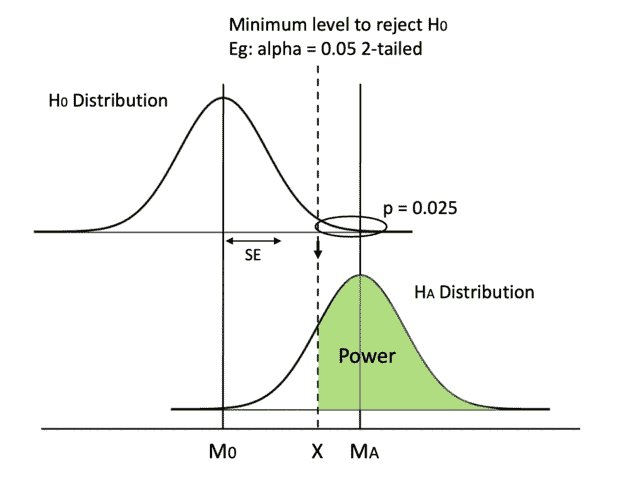 Minimum level to reject H0
Eg: alpha = 0.05 2-tailed
H0 Distribution
p = 0.025
SE
HA Distribution
Power
M0 X MA